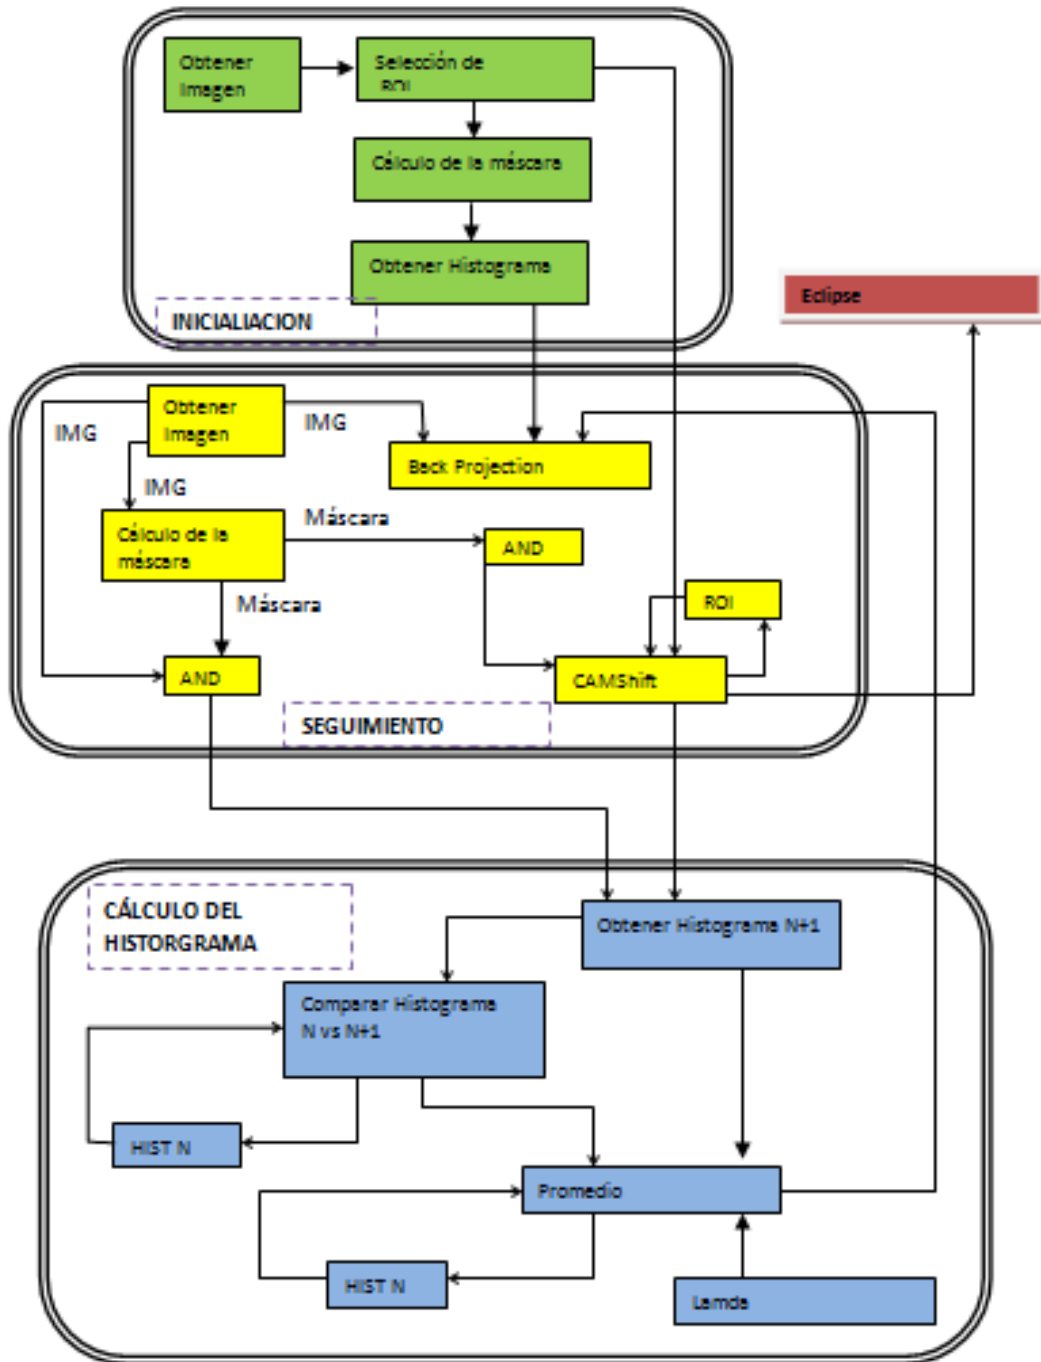 Obtener
Imagen
Selección de
ROI
Cálculo de la máscara
Obtener Histograma
INICIALIACION
Eclipse
Obtener
Imagen
IMG
IMG
IMG
Back Projection
Cálculo de la
máscara
Máscara
AND
Máscara
ROI
AND
CAMShift
SEGUIMIENTO
CÁLCULO DEL
HISTORGRAMA
Obtener Histograma N+1
Comparar Histograma
N vs N+1
HIST N
Promedio
HIST N
Lamda